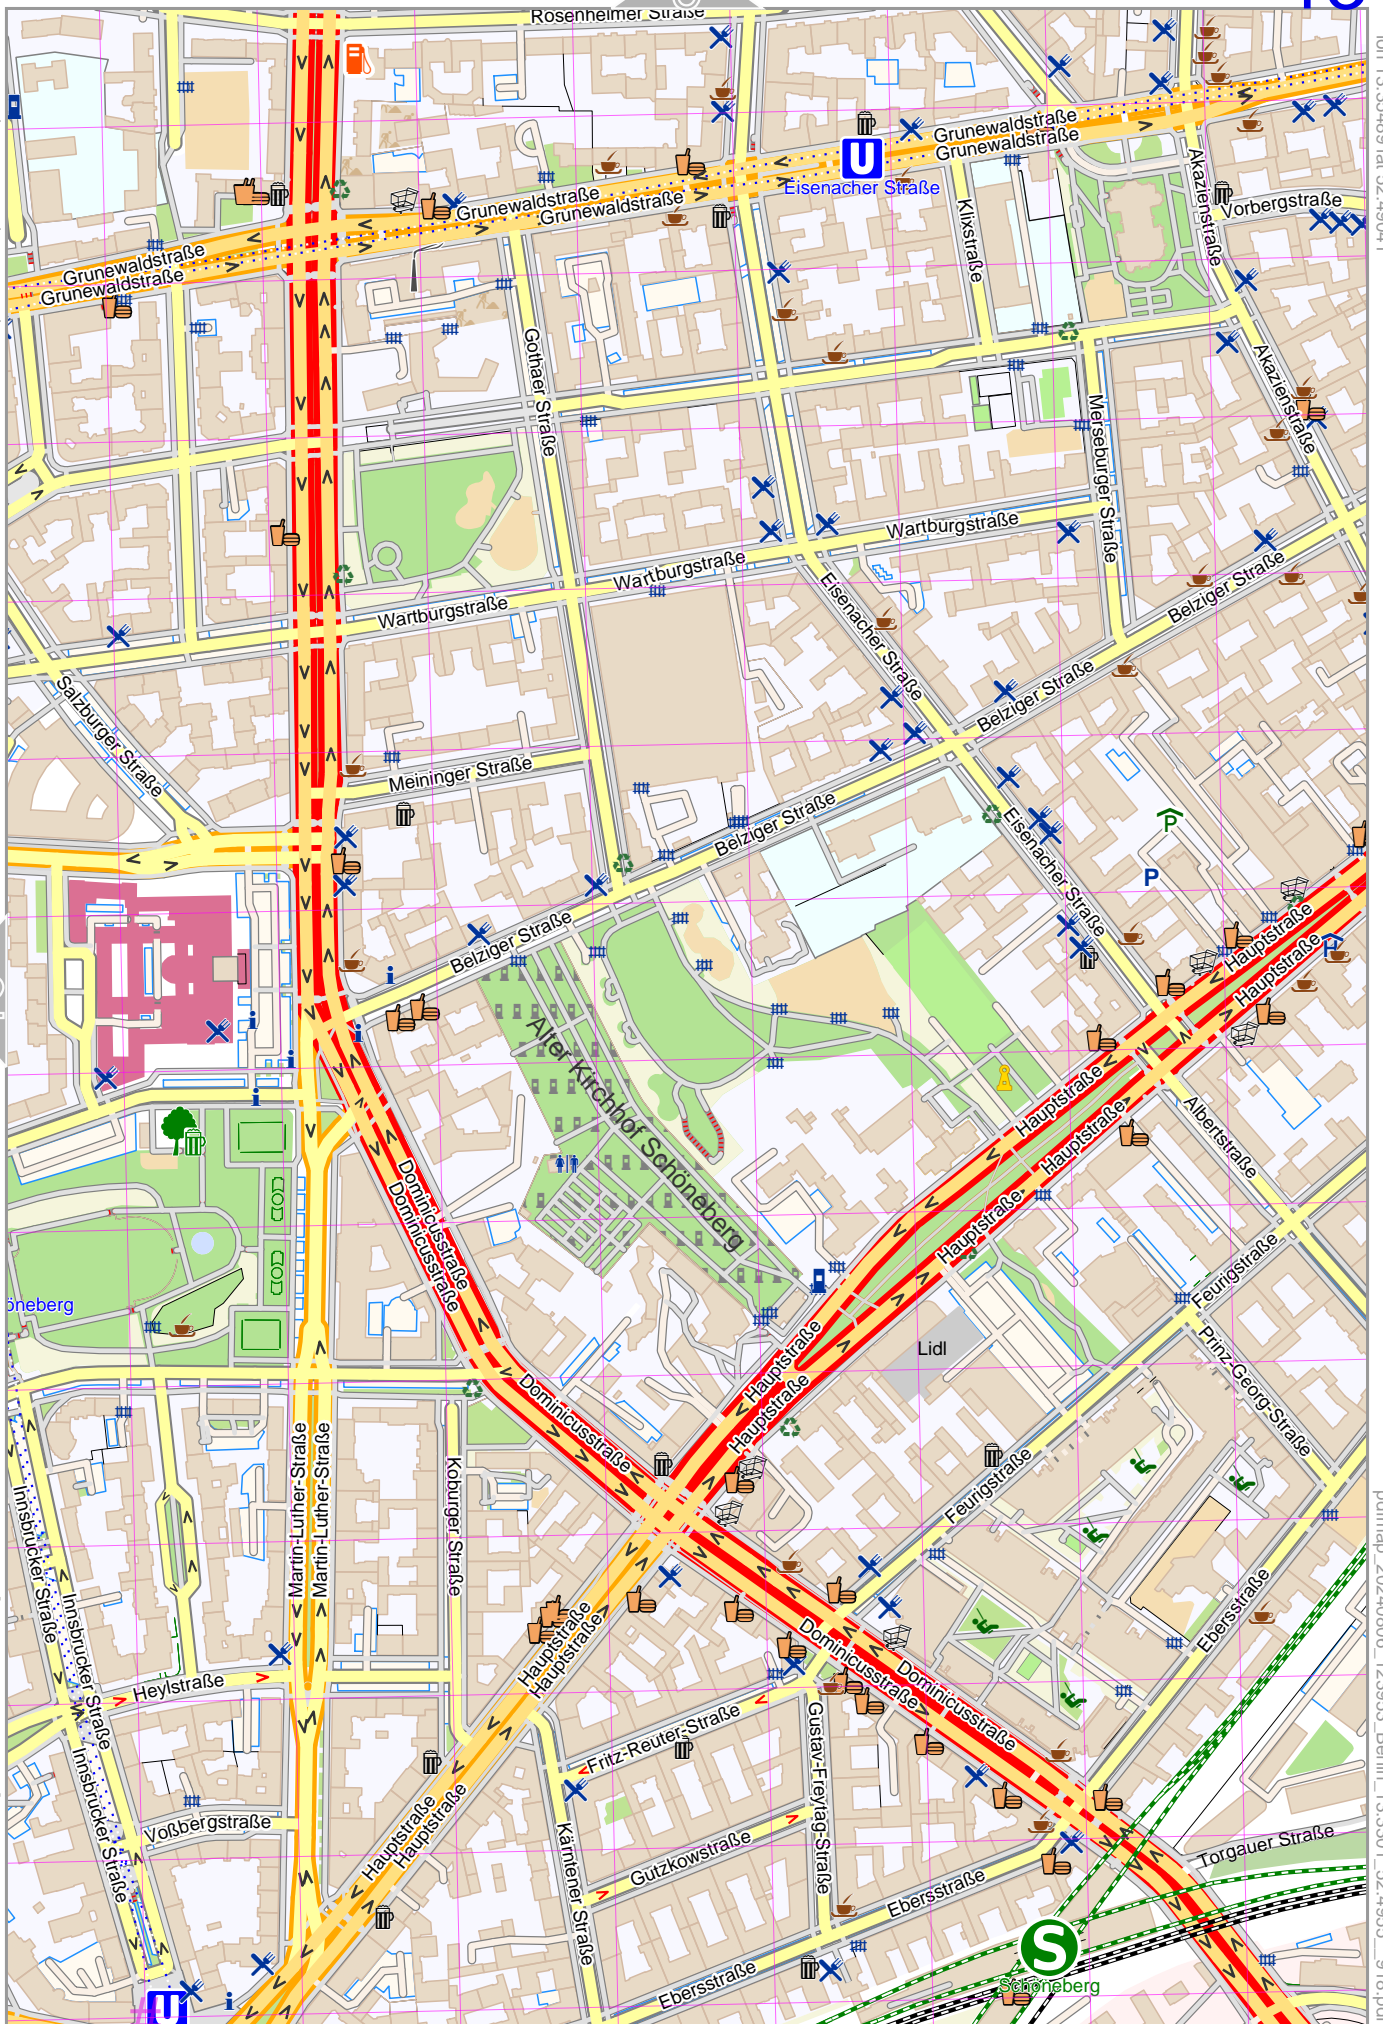 Rosenheimer Straße
Grunewaldstraße
Grunewaldstraße
U
Eisenacher Straße
Akazienstraße
Vorbergstraße
Klixstraße
Grunewaldstraße
Grunewaldstraße
Grunewaldstraße
Grunewaldstraße
Gothaer Straße
Akazienstraße
Merseburger Straße
Wartburgstraße
Wartburgstraße
Wartburgstraße
Eisenacher Straße
Belziger Straße
Belziger Straße
Salzburger Straße
Meininger Straße
Belziger Straße
Eisenacher Straße
P
P
Belziger Straße
Hauptstraße
Hauptstraße
H
Alter Kirchhof Schöneberg
Hauptstraße
Hauptstraße
Albertstraße
Dominicusstraße
Dominicusstraße
Hauptstraße
Feurigstraße
öneberg
Lidl
Prinz-Georg-Straße
Hauptstraße
Hauptstraße
Dominicusstraße
Martin-Luther-Straße
Martin-Luther-Straße
Koburger Straße
Feurigstraße
Innsbrucker Straße
Innsbrucker Straße
Ebersstraße
Hauptstraße
Hauptstraße
Dominicusstraße
Dominicusstraße
Heylstraße
Fritz-Reuter-Straße
Gustav-Freytag-Straße
Innsbrucker Straße
Voßbergstraße
Hauptstraße
Hauptstraße
Kärntener Straße
Gutzkowstraße
Torgauer Straße
Ebersstraße
Ebersstraße
S
Schöneberg
U